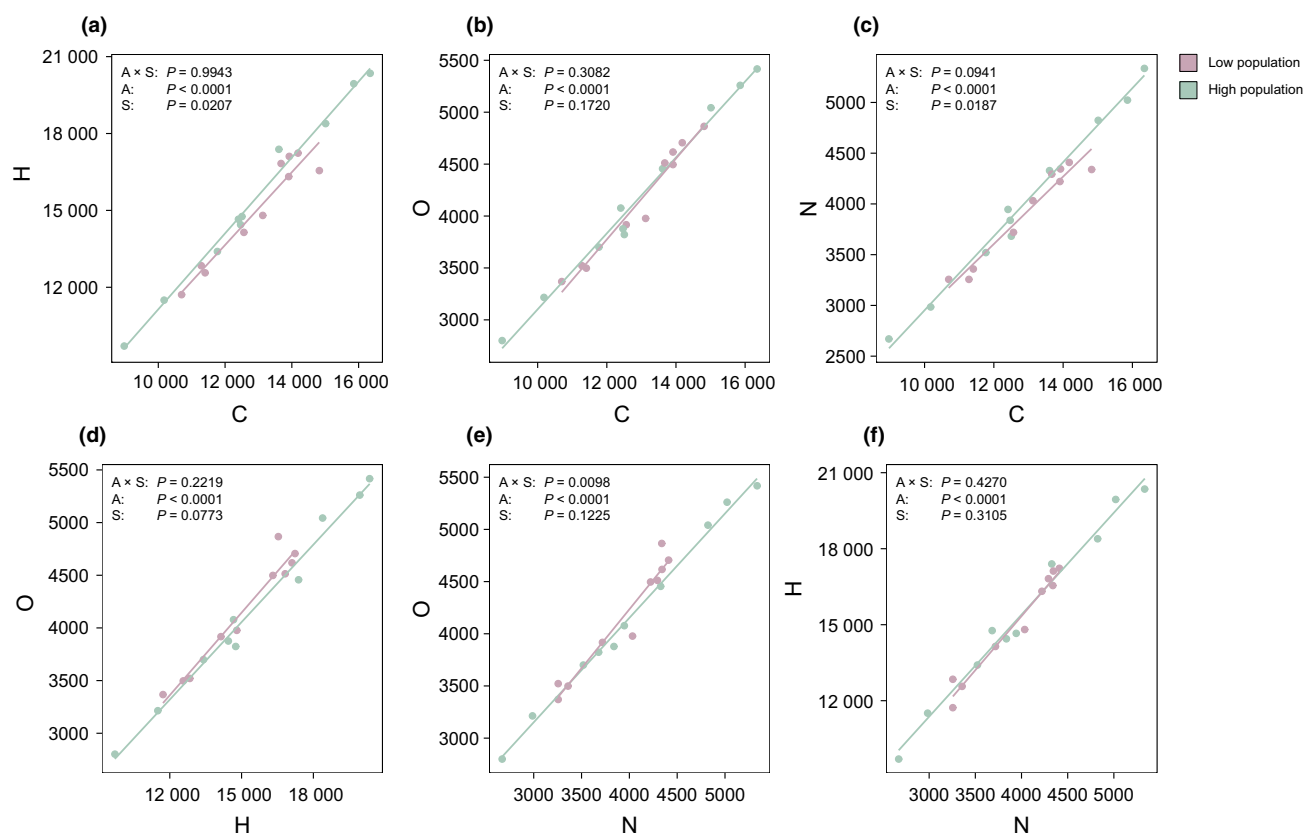 (a)
21 000
18 000
15 000
12 000
H
A × S: P = 0.9943
A: P < 0.0001
S: P = 0.0207
10 000 12 000 14 000 16 000
C
(b)
5500
5000
4500
4000
3500
3000
O
A × S: P = 0.3082
A: P < 0.0001
S: P = 0.1720
10 000 12 000 14 000 16 000
C
(c)
5000
4500
4000
3500
3000
2500
N
A × S: P = 0.0941
A: P < 0.0001
S: P = 0.0187
10 000 12 000 14 000 16 000
C
Low population
High population
(d)
5500
5000
4500
4000
3500
3000
O
A × S: P = 0.2219
A: P < 0.0001
S: P = 0.0773
12 000 15 000 18 000
H
(e)
5500
5000
4500
4000
3500
3000
O
A × S: P = 0.0098
A: P < 0.0001
S: P = 0.1225
3000 3500 4000 4500 5000
N
(f)
21 000
18 000
15 000
12 000
H
A × S: P = 0.4270
A: P < 0.0001
S: P = 0.3105
3000 3500 4000 4500 5000
N